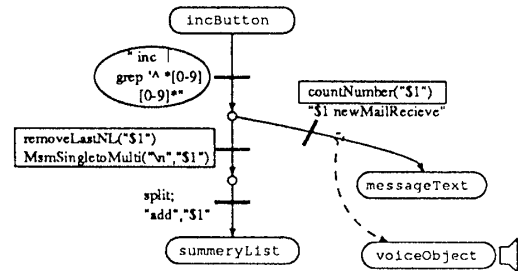 incButton
" inc |
grep '^ *[0-9]
[0-9]*"
countNumber("$1")
"$1 newMailRecieve"
removeLastNL("$1")
MsmSingletoMulti("\n","$1")
messageText
split;
"add","$1"
summeryList
voiceObject